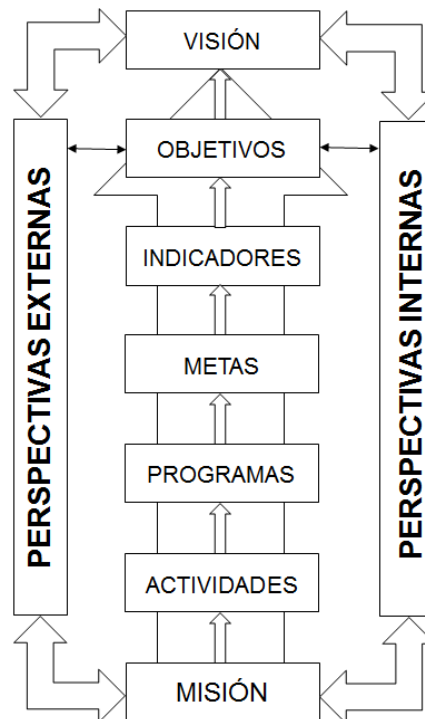 VISIÓN
OBJETIVOS
INDICADORES
METAS
PROGRAMAS
ACTIVIDADES
MISIÓN
PERSPECTIVAS EXTERNAS
PERSPECTIVAS INTERNAS